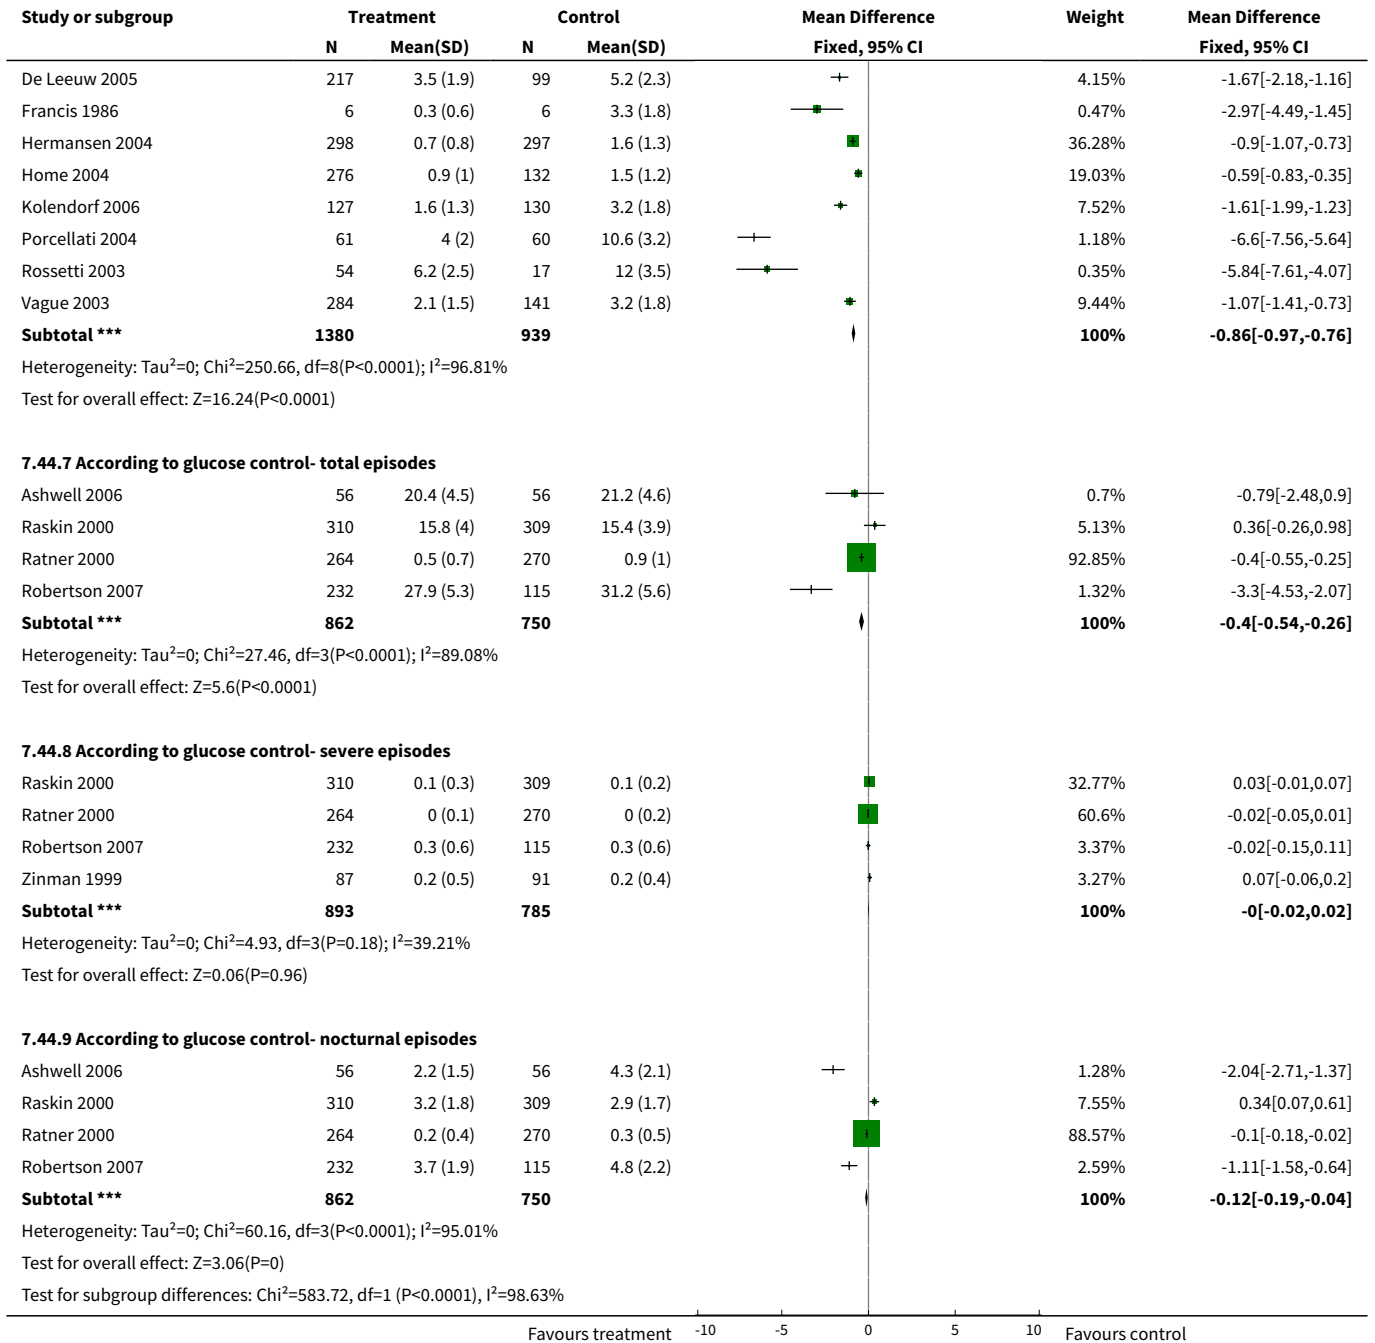 Study or subgroup Treatment Control Mean Difference Weight Mean Difference
N Mean(SD) N Mean(SD) Fixed, 95% CI Fixed, 95% CI
De Leeuw 2005 217 3.5 (1.9) 99 5.2 (2.3) 4.15% -1.67[-2.18,-1.16]
Francis 1986 6 0.3 (0.6) 6 3.3 (1.8) 0.47% -2.97[-4.49,-1.45]
Hermansen 2004 298 0.7 (0.8) 297 1.6 (1.3) 36.28% -0.9[-1.07,-0.73]
Home 2004 276 0.9 (1) 132 1.5 (1.2) 19.03% -0.59[-0.83,-0.35]
Kolendorf 2006 127 1.6 (1.3) 130 3.2 (1.8) 7.52% -1.61[-1.99,-1.23]
Porcellati 2004 61 4 (2) 60 10.6 (3.2) 1.18% -6.6[-7.56,-5.64]
Rossetti 2003 54 6.2 (2.5) 17 12 (3.5) 0.35% -5.84[-7.61,-4.07]
Vague 2003 284 2.1 (1.5) 141 3.2 (1.8) 9.44% -1.07[-1.41,-0.73]
Subtotal *** 1380 939 100% -0.86[-0.97,-0.76]
Heterogeneity: Tau²=0; Chi²=250.66, df=8(P<0.0001); I²=96.81%
Test for overall effect: Z=16.24(P<0.0001)
7.44.7 According to glucose control- total episodes
Ashwell 2006 56 20.4 (4.5) 56 21.2 (4.6) 0.7% -0.79[-2.48,0.9]
Raskin 2000 310 15.8 (4) 309 15.4 (3.9) 5.13% 0.36[-0.26,0.98]
Ratner 2000 264 0.5 (0.7) 270 0.9 (1) 92.85% -0.4[-0.55,-0.25]
Robertson 2007 232 27.9 (5.3) 115 31.2 (5.6) 1.32% -3.3[-4.53,-2.07]
Subtotal *** 862 750 100% -0.4[-0.54,-0.26]
Heterogeneity: Tau²=0; Chi²=27.46, df=3(P<0.0001); I²=89.08%
Test for overall effect: Z=5.6(P<0.0001)
7.44.8 According to glucose control- severe episodes
Raskin 2000 310 0.1 (0.3) 309 0.1 (0.2) 32.77% 0.03[-0.01,0.07]
Ratner 2000 264 0 (0.1) 270 0 (0.2) 60.6% -0.02[-0.05,0.01]
Robertson 2007 232 0.3 (0.6) 115 0.3 (0.6) 3.37% -0.02[-0.15,0.11]
Zinman 1999 87 0.2 (0.5) 91 0.2 (0.4) 3.27% 0.07[-0.06,0.2]
Subtotal *** 893 785 100% -0[-0.02,0.02]
Heterogeneity: Tau²=0; Chi²=4.93, df=3(P=0.18); I²=39.21%
Test for overall effect: Z=0.06(P=0.96)
7.44.9 According to glucose control- nocturnal episodes
Ashwell 2006 56 2.2 (1.5) 56 4.3 (2.1) 1.28% -2.04[-2.71,-1.37]
Raskin 2000 310 3.2 (1.8) 309 2.9 (1.7) 7.55% 0.34[0.07,0.61]
Ratner 2000 264 0.2 (0.4) 270 0.3 (0.5) 88.57% -0.1[-0.18,-0.02]
Robertson 2007 232 3.7 (1.9) 115 4.8 (2.2) 2.59% -1.11[-1.58,-0.64]
Subtotal *** 862 750 100% -0.12[-0.19,-0.04]
Heterogeneity: Tau²=0; Chi²=60.16, df=3(P<0.0001); I²=95.01%
Test for overall effect: Z=3.06(P=0)
Test for subgroup differences: Chi²=583.72, df=1 (P<0.0001), I²=98.63%
Favours treatment -10 -5 0 5 10 Favours control